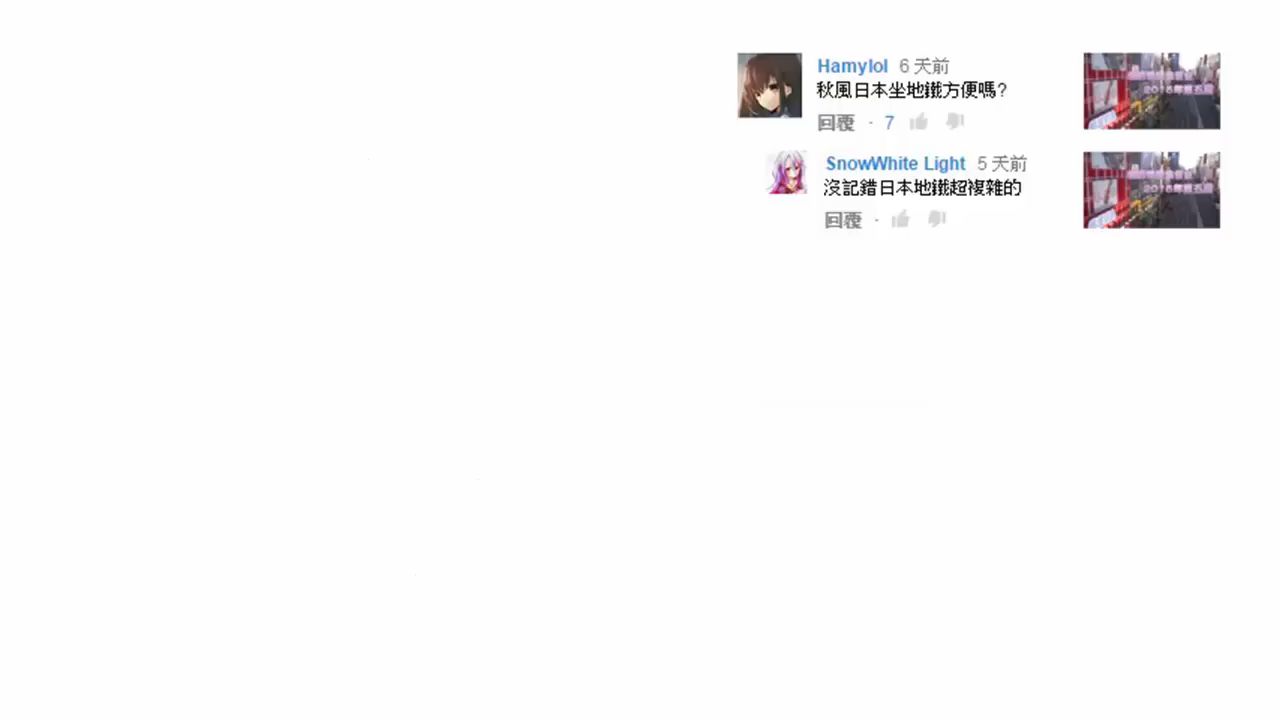 Hamylol 6 天前
秋風日本坐地鐵方便嗎?
回覆 · 7
SnowWhite Light 5 天前
沒記錯日本地鐵超複雜的
回覆 ·